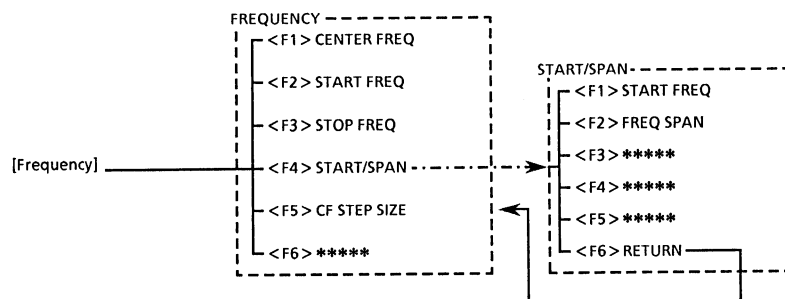 FREQUENCY
<F1> CENTER FREQ
<F2> START FREQ
<F3> STOP FREQ
[Frequency]
<F4> START/SPAN
<F5> CF STEP SIZE
<F6> *****
START/SPAN
<F1> START FREQ
<F2> FREQ SPAN
<F3> *****
<F4> *****
<F5> *****
<F6> RETURN